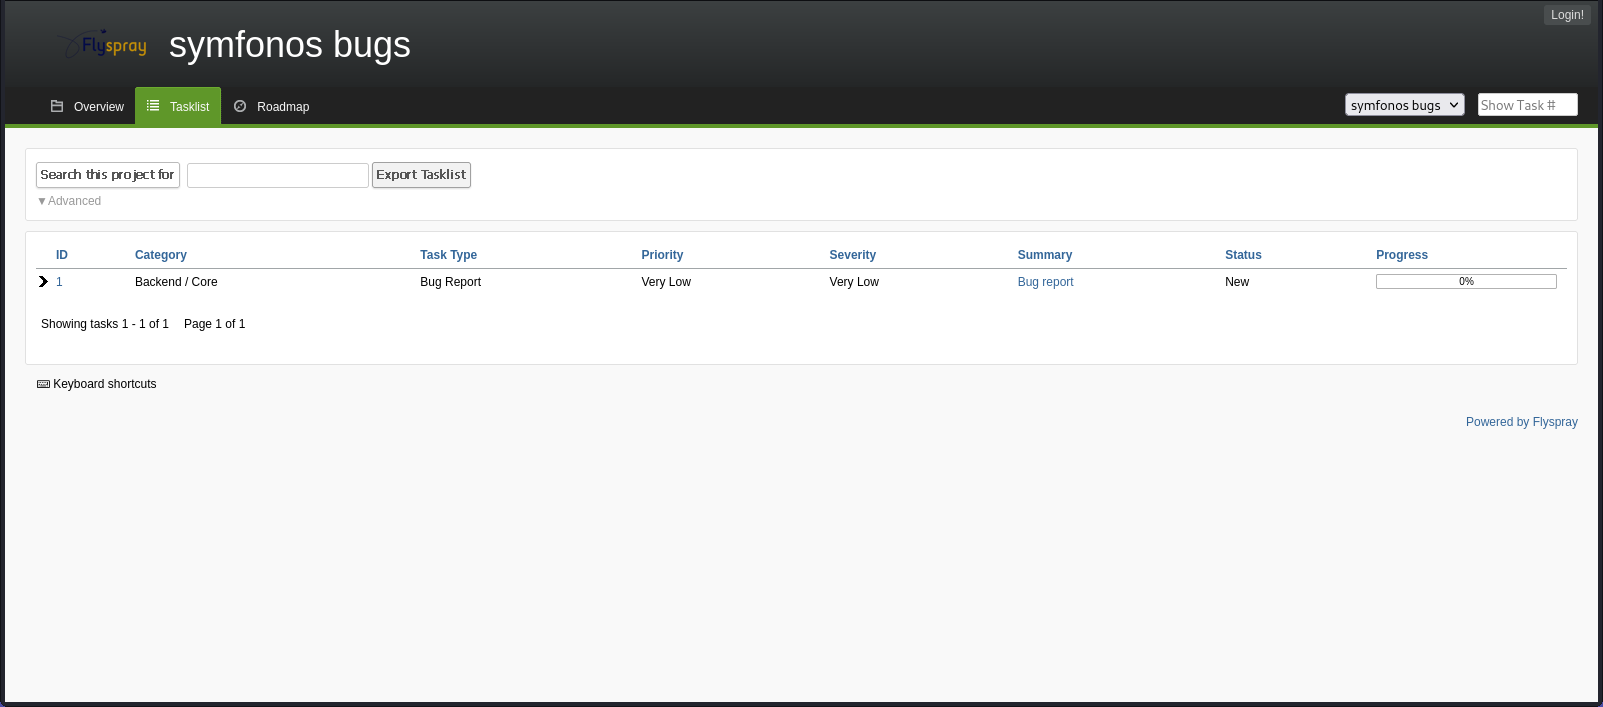 Login!
Flyspray symfonos bugs
Overview Tasklist Roadmap symfonos bugs Show Task #
Search this project for Export Tasklist
▼Advanced
ID Category Task Type Priority Severity Summary Status Progress
1 Backend / Core Bug Report Very Low Very Low Bug report New 0%
Showing tasks 1 - 1 of 1 Page 1 of 1
Keyboard shortcuts
Powered by Flyspray